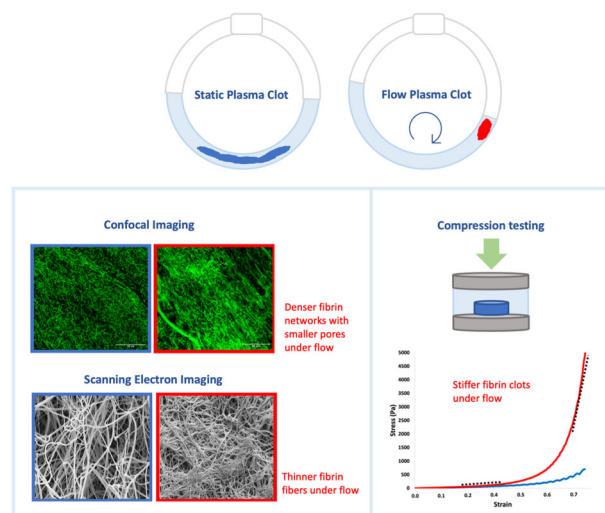 Static Plasma Clot
Flow Plasma Clot
Confocal Imaging
Denser fibrin
networks with
smaller pores
under flow
Scanning Electron Imaging
Thinner fibrin
fibers under flow
Compression testing
Stiffer fibrin clots
under flow
Stress (Pa)
5000
4500
4000
3500
3000
2500
2000
1500
1000
500
0
0.0 0.1 0.2 0.3 0.4 0.5 0.6 0.7
Strain